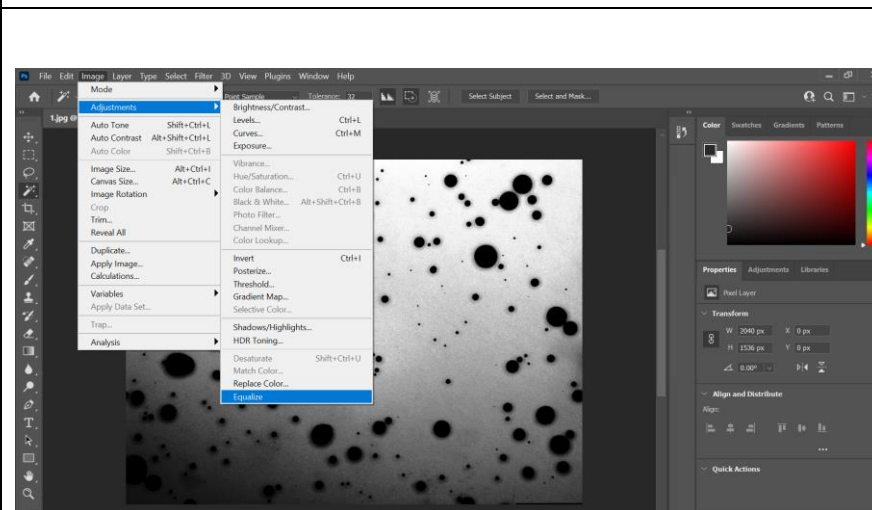 Ps File Edit Image Layer Type Select Filter 3D View Plugins Window Help
Point Sample Tolerance: 32 Select Subject Select and Mask...
1.jpg @
Mode
Adjustments
Auto Tone Shift+Ctrl+L
Auto Contrast Alt+Shift+Ctrl+L
Auto Color Shift+Ctrl+B
Image Size... Alt+Ctrl+I
Canvas Size... Alt+Ctrl+C
Image Rotation
Crop
Trim...
Reveal All
Duplicate...
Apply Image...
Calculations...
Variables
Apply Data Set...
Trap...
Analysis
Brightness/Contrast...
Levels... Ctrl+L
Curves... Ctrl+M
Exposure...
Vibrance...
Hue/Saturation... Ctrl+U
Color Balance... Ctrl+B
Black & White... Alt+Shift+Ctrl+B
Photo Filter...
Channel Mixer...
Color Lookup...
Invert Ctrl+I
Posterize...
Threshold...
Gradient Map...
Selective Color...
Shadows/Highlights...
HDR Toning...
Desaturate Shift+Ctrl+U
Match Color...
Replace Color...
Equalize
Color Swatches Gradients Patterns
Properties Adjustments Libraries
Pixel Layer
Transform
W 2040 px X 0 px
H 1536 px Y 0 px
0.00°
Align and Distribute
Align:
Quick Actions